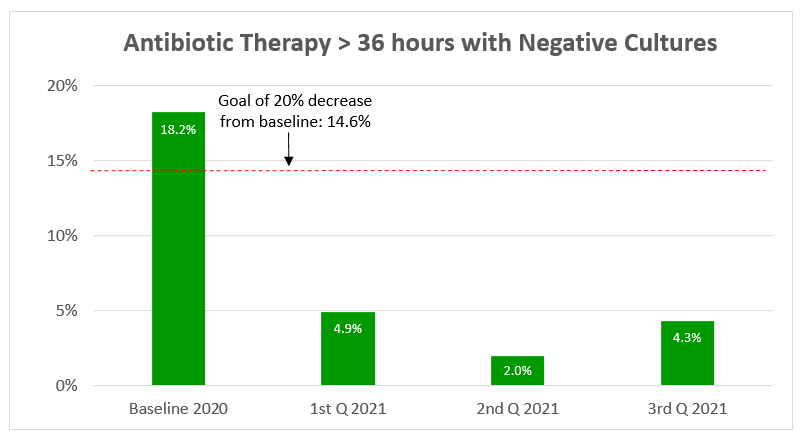 Antibiotic Therapy > 36 hours with Negative Cultures
20%
Goal of 20% decrease
from baseline: 14.6%
18.2%
15%
10%
5%
4.9%
4.3%
2.0%
0%
Baseline 2020
1st Q 2021
2nd Q 2021
3rd Q 2021